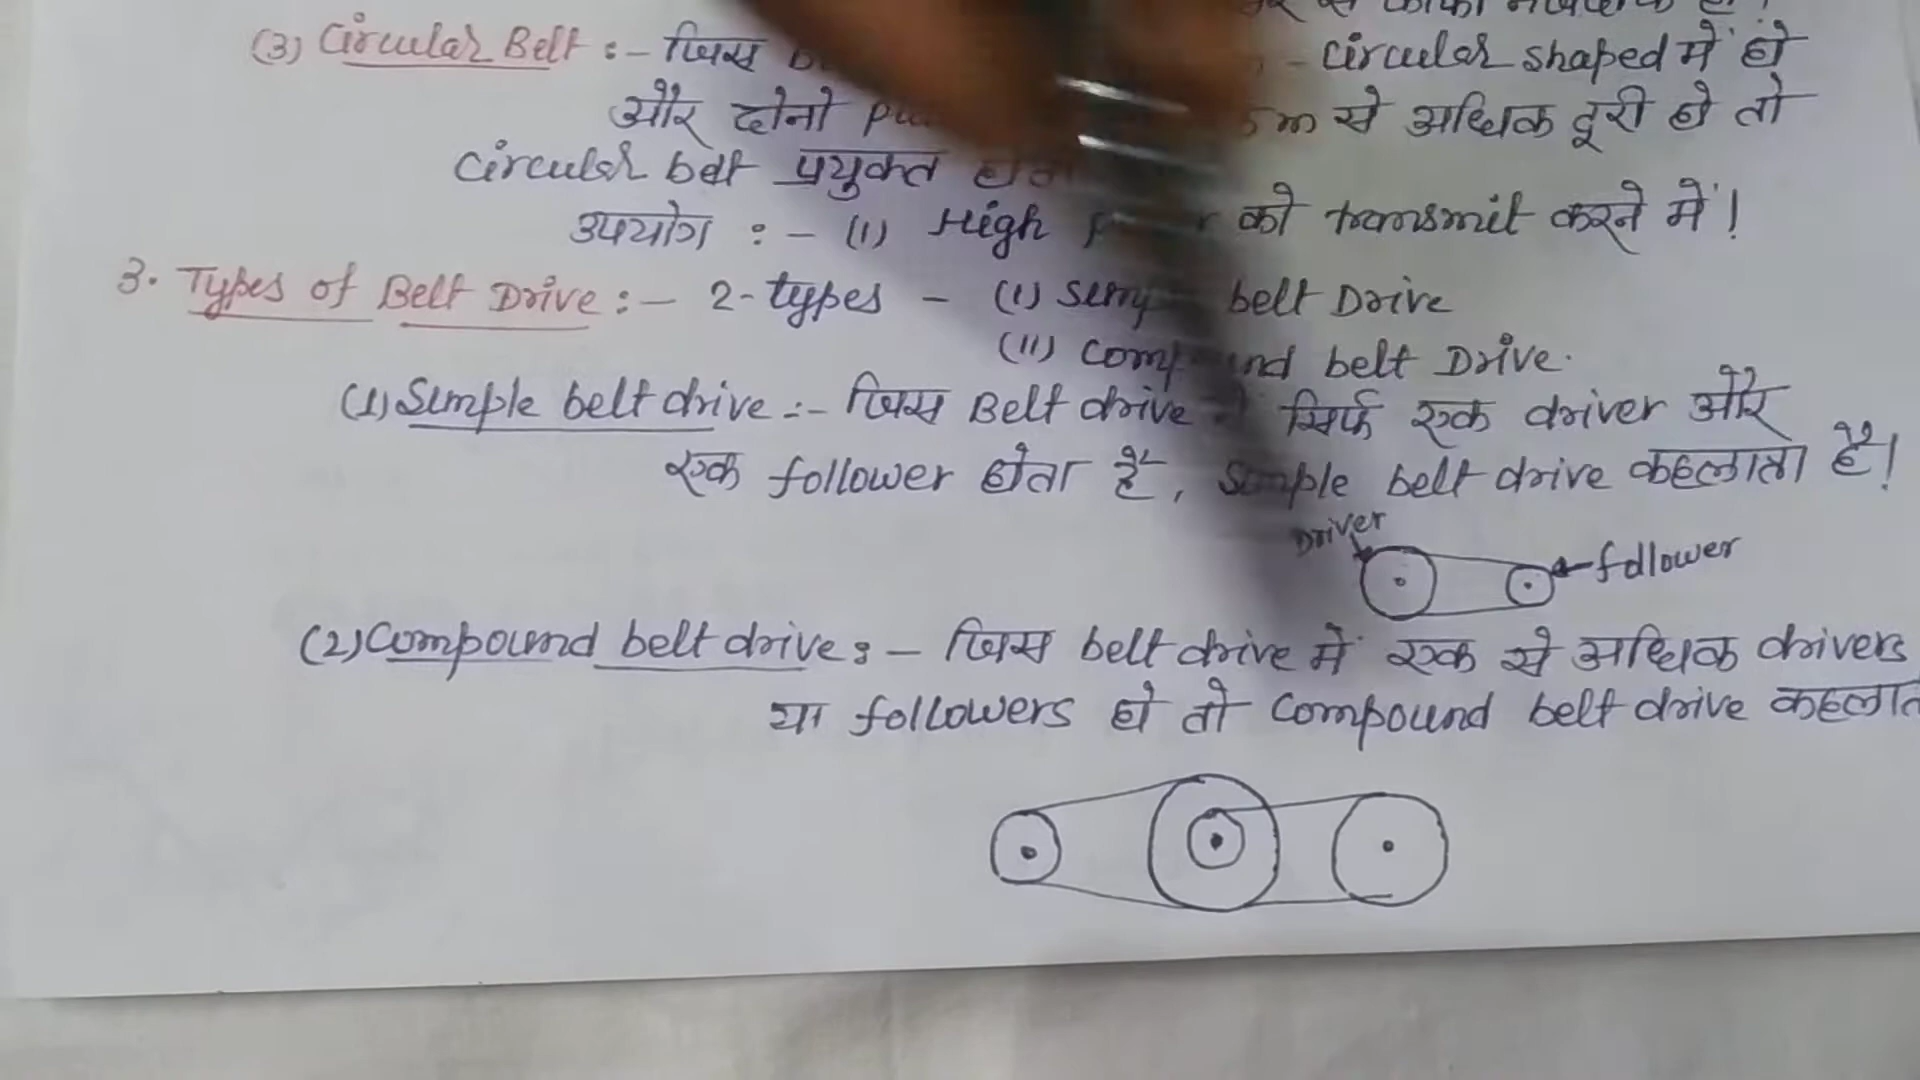 (3) Circular Belt :- जिस - circular shaped में हो
और दोनो से अधिक दूरी हो तो
circular belt प्रयुक्त
उपयोग :- (1) High को transmit करने में!
3. Types of Belt Drive :- 2-types - (I) belt Drive
(II) compound belt Drive.
(1) Simple belt drive :- जिस Belt drive सिर्फ एक driver और
एक follower होता है, Simple belt drive कहलाता है!
Driver
follower
(2) Compound belt drive :- जिस belt drive में एक से अधिक drivers
या followers हो तो Compound belt drive